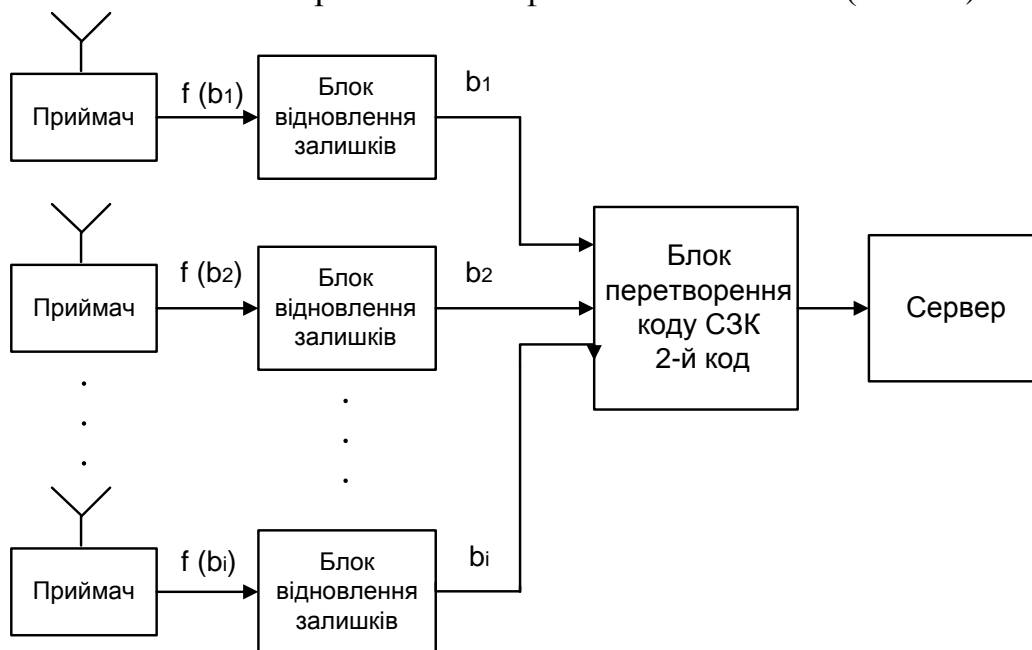 f (b1)
b1
Приймач
Блок
відновлення
залишків
f (b2)
b2
Приймач
Блок
відновлення
залишків
Блок
перетворення
коду СЗК
2-й код
Сервер
f (bi)
bi
Приймач
Блок
відновлення
залишків